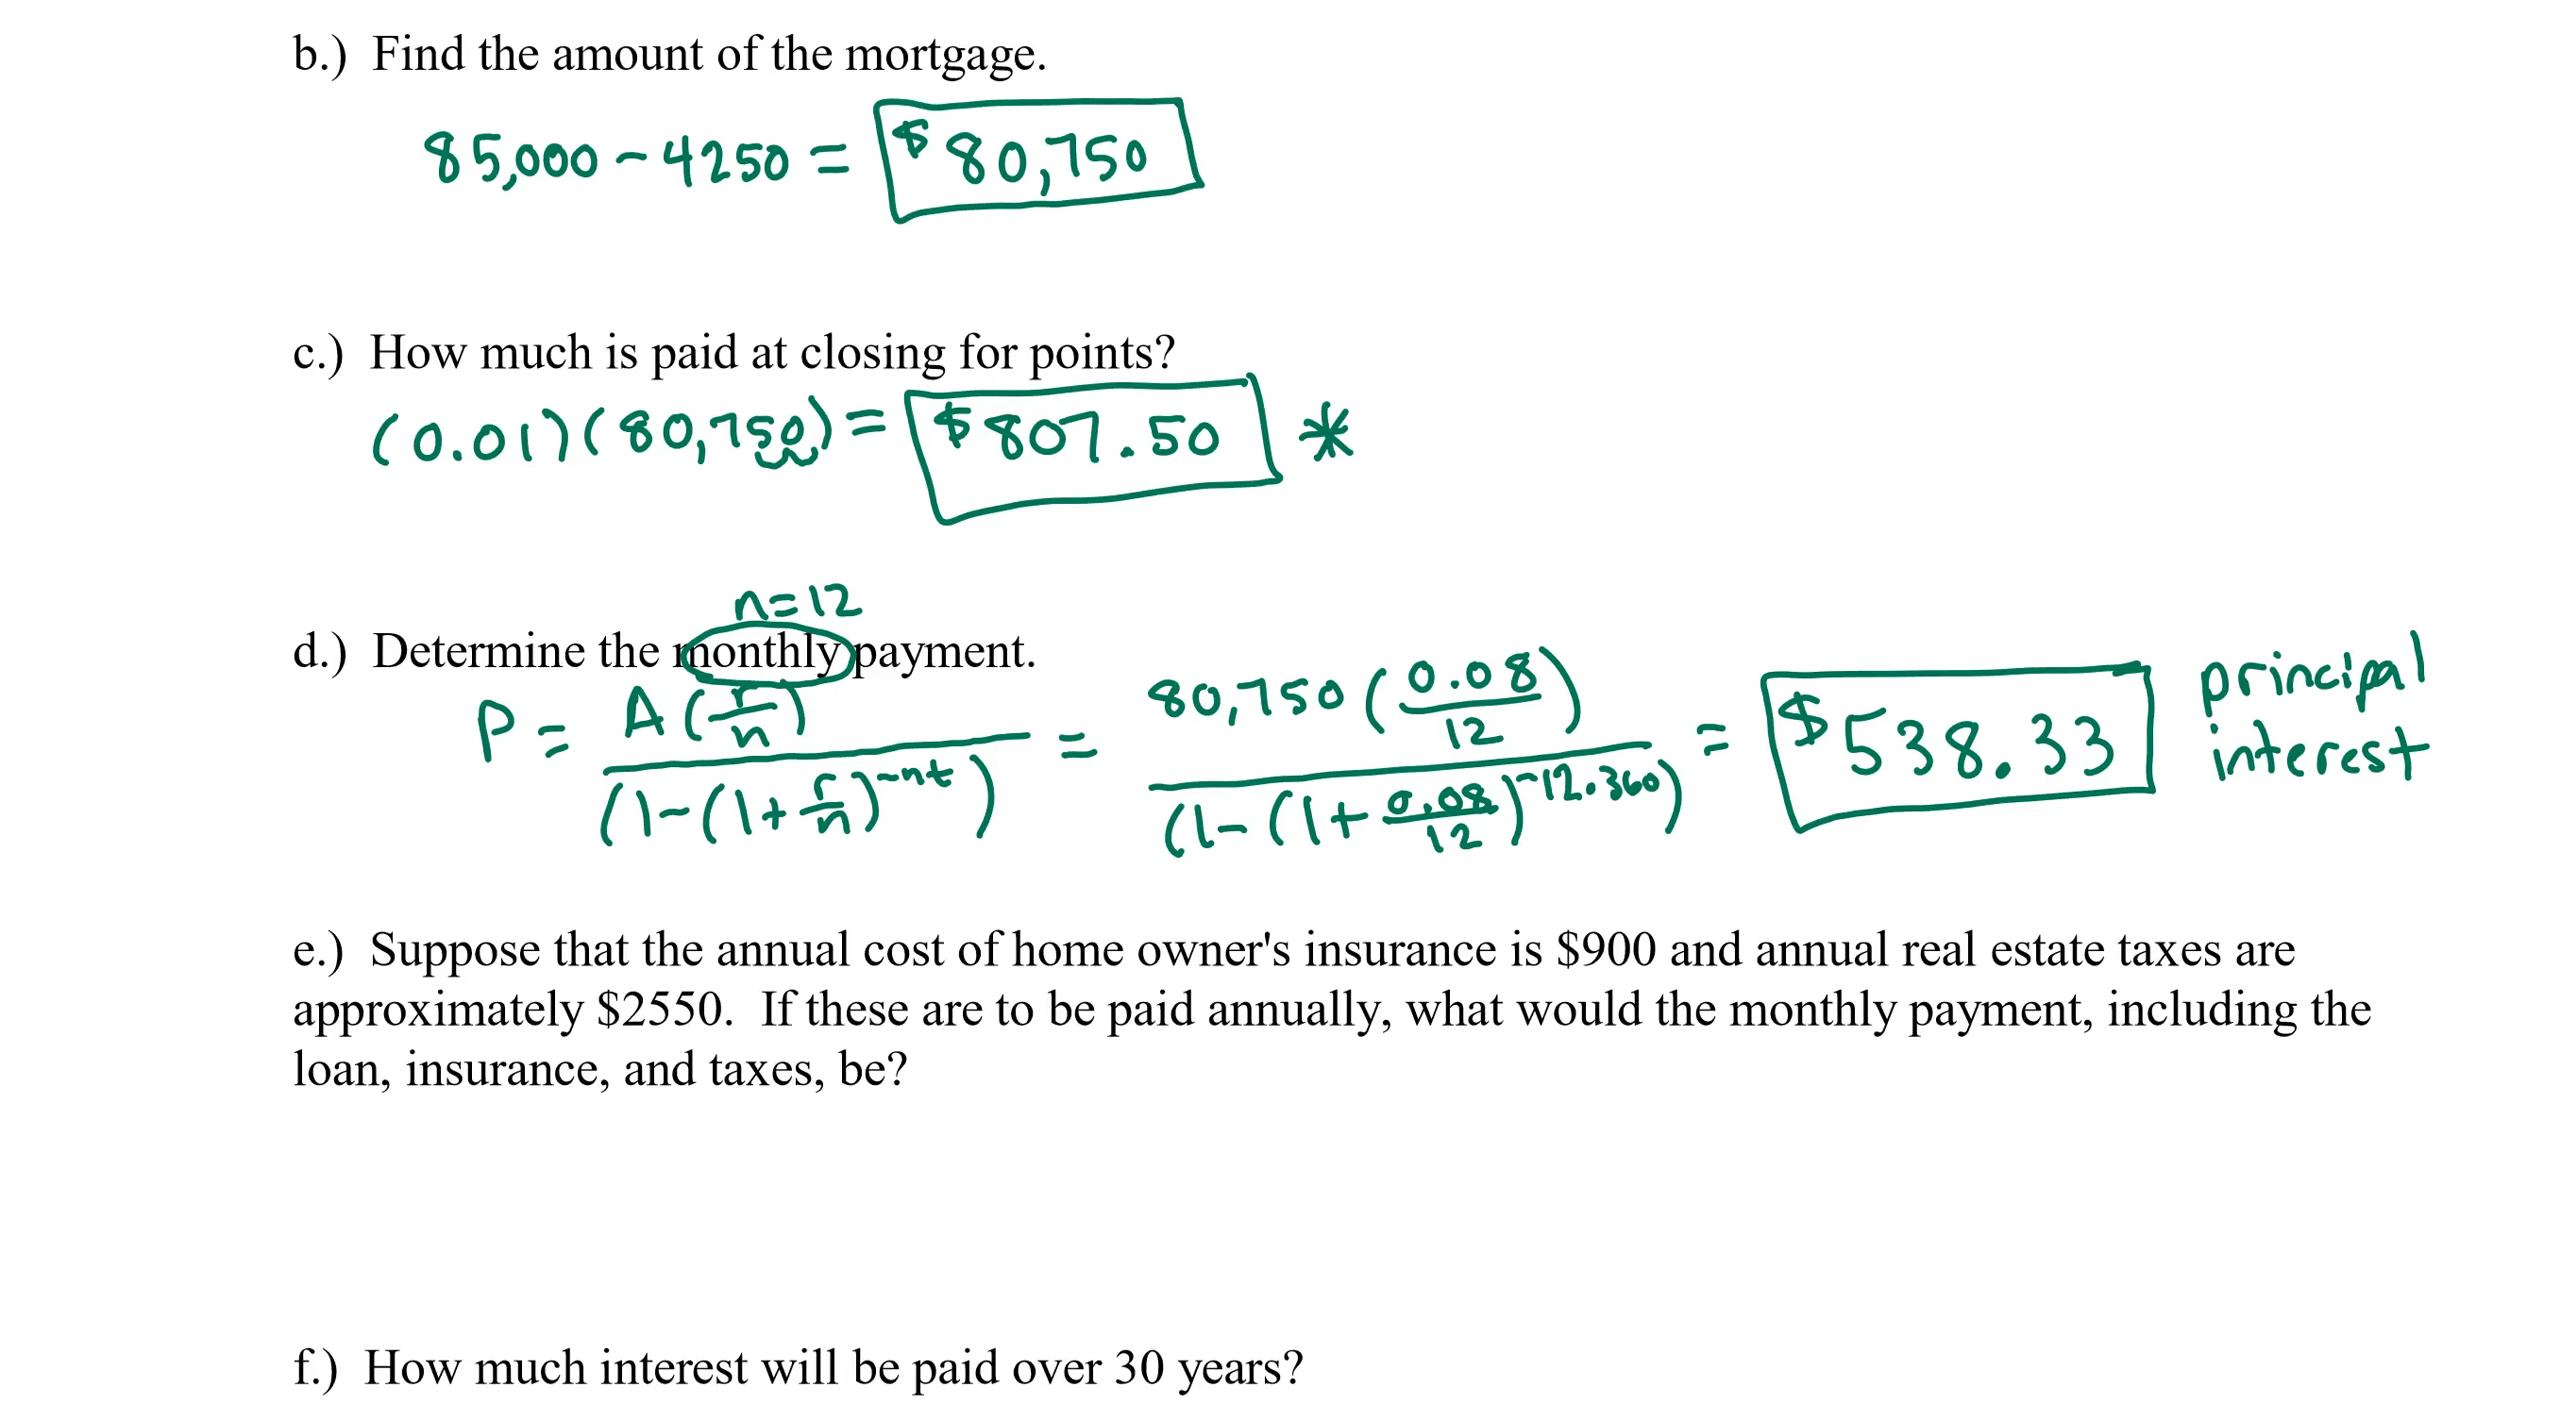 b.) Find the amount of the mortgage.
85,000 - 4250 = $80,750
c.) How much is paid at closing for points?
(0.01)(80,750) = $807.50 *
n=12
d.) Determine the monthly payment.
P = A(r/n) / (1-(1+r/n)^-nt) = 80,750(0.08/12) / (1-(1+0.08/12)^-12·360) = $538.33 principal interest
e.) Suppose that the annual cost of home owner's insurance is $900 and annual real estate taxes are
approximately $2550. If these are to be paid annually, what would the monthly payment, including the
loan, insurance, and taxes, be?
f.) How much interest will be paid over 30 years?